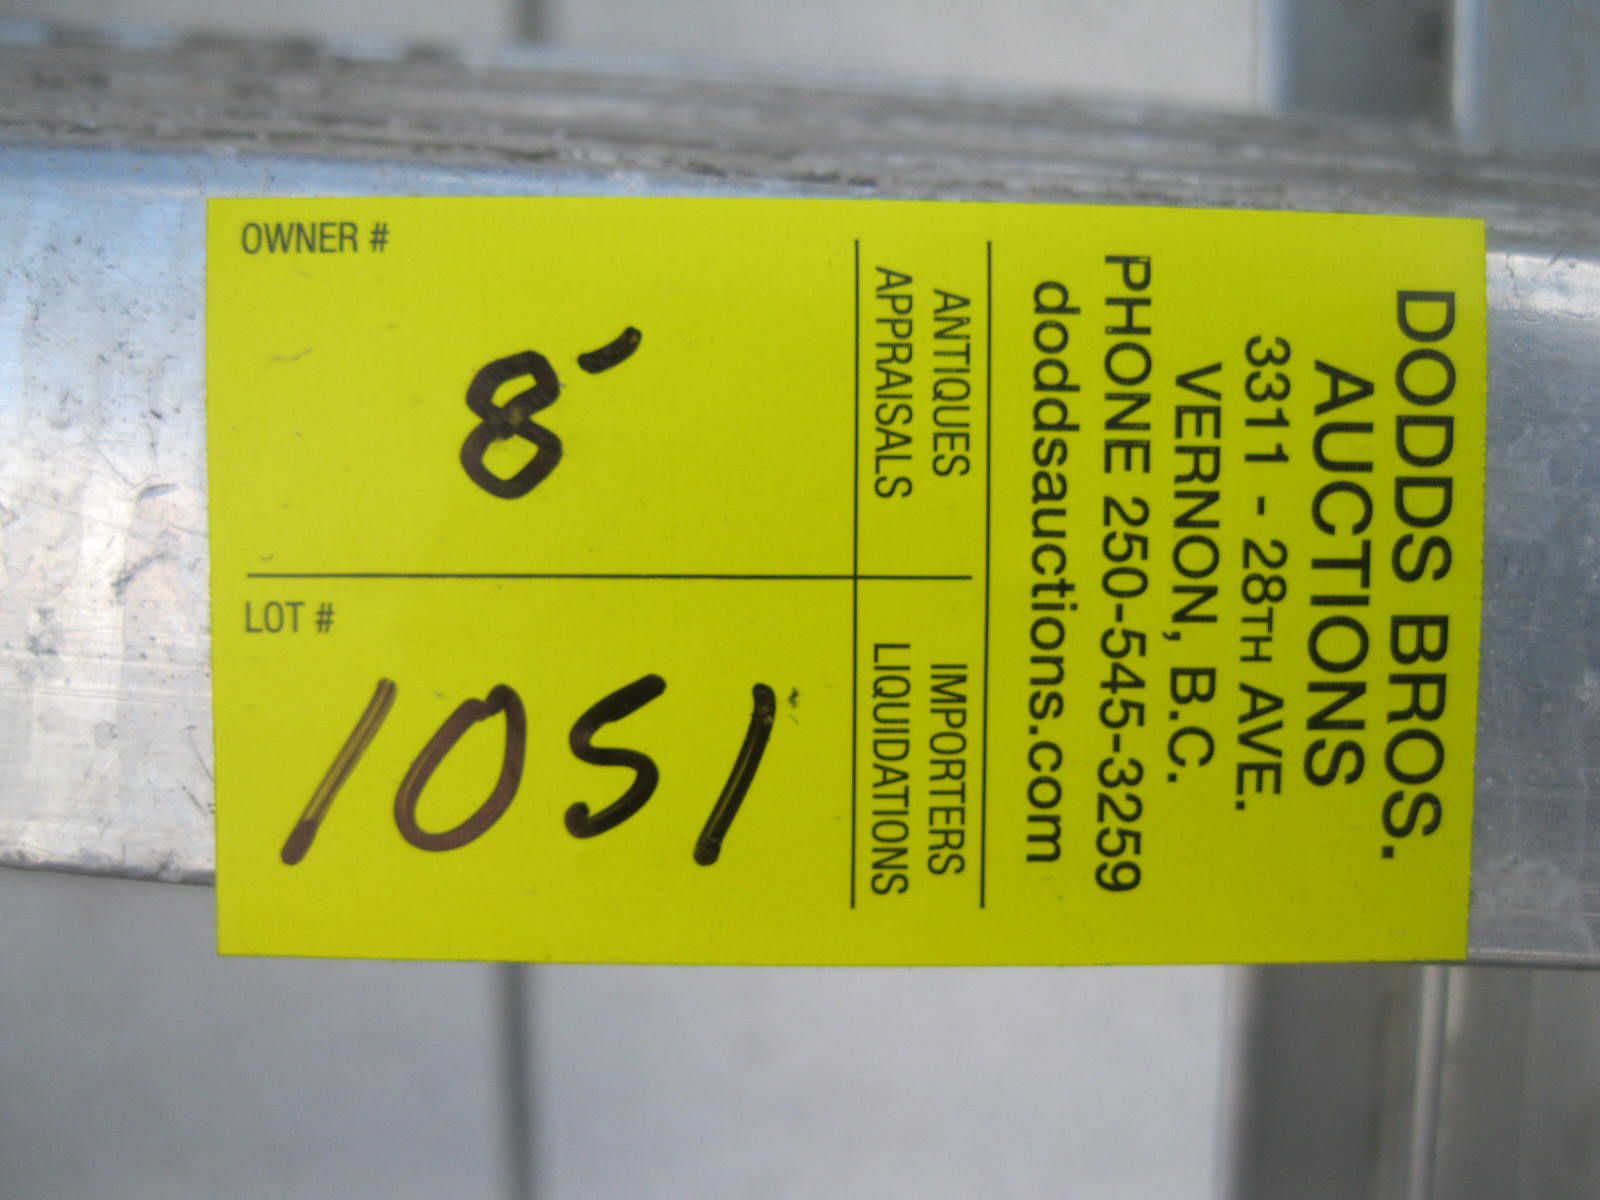 DODDS BROS.
AUCTIONS
3311 - 28TH AVE.
VERNON, B.C.
PHONE 250-545-3259
doddsauctions.com
ANTIQUES
APPRAISALS
IMPORTERS
LIQUIDATIONS
OWNER #
8'
LOT #
1051